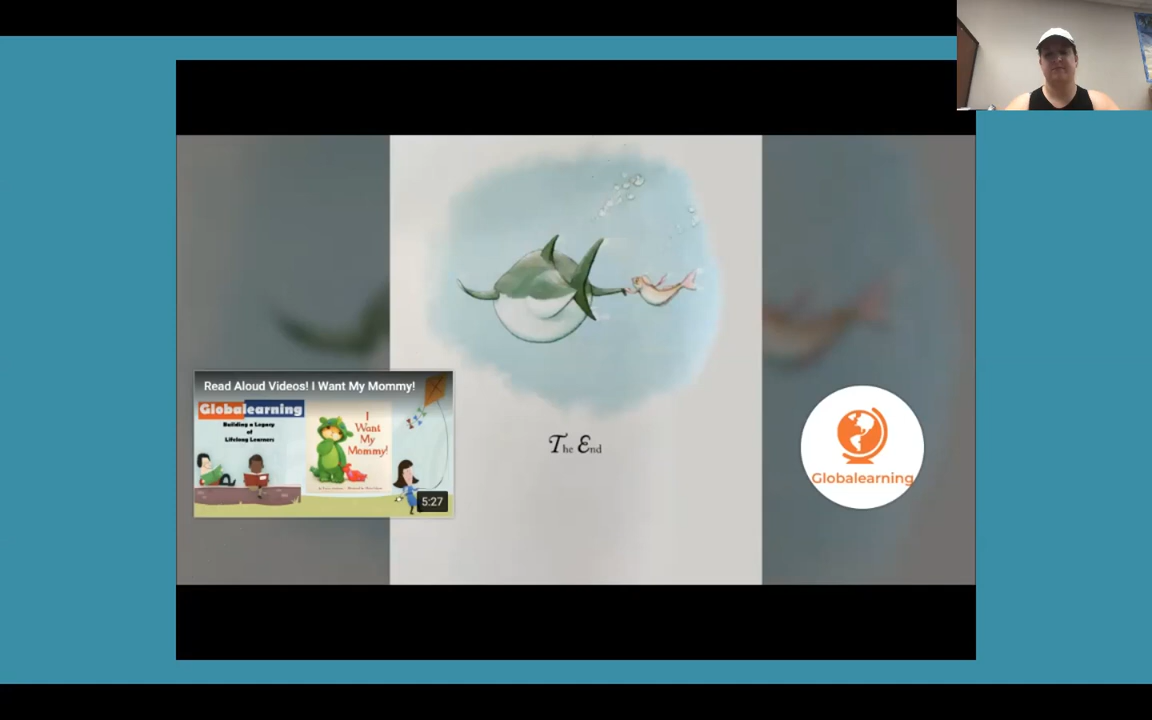 Read Aloud Videos! I Want My Mommy!
Globalearning
Building a Legacy
of
Lifelong Learners
I
Want
My
Mommy!
5:27
The End
Globalearning